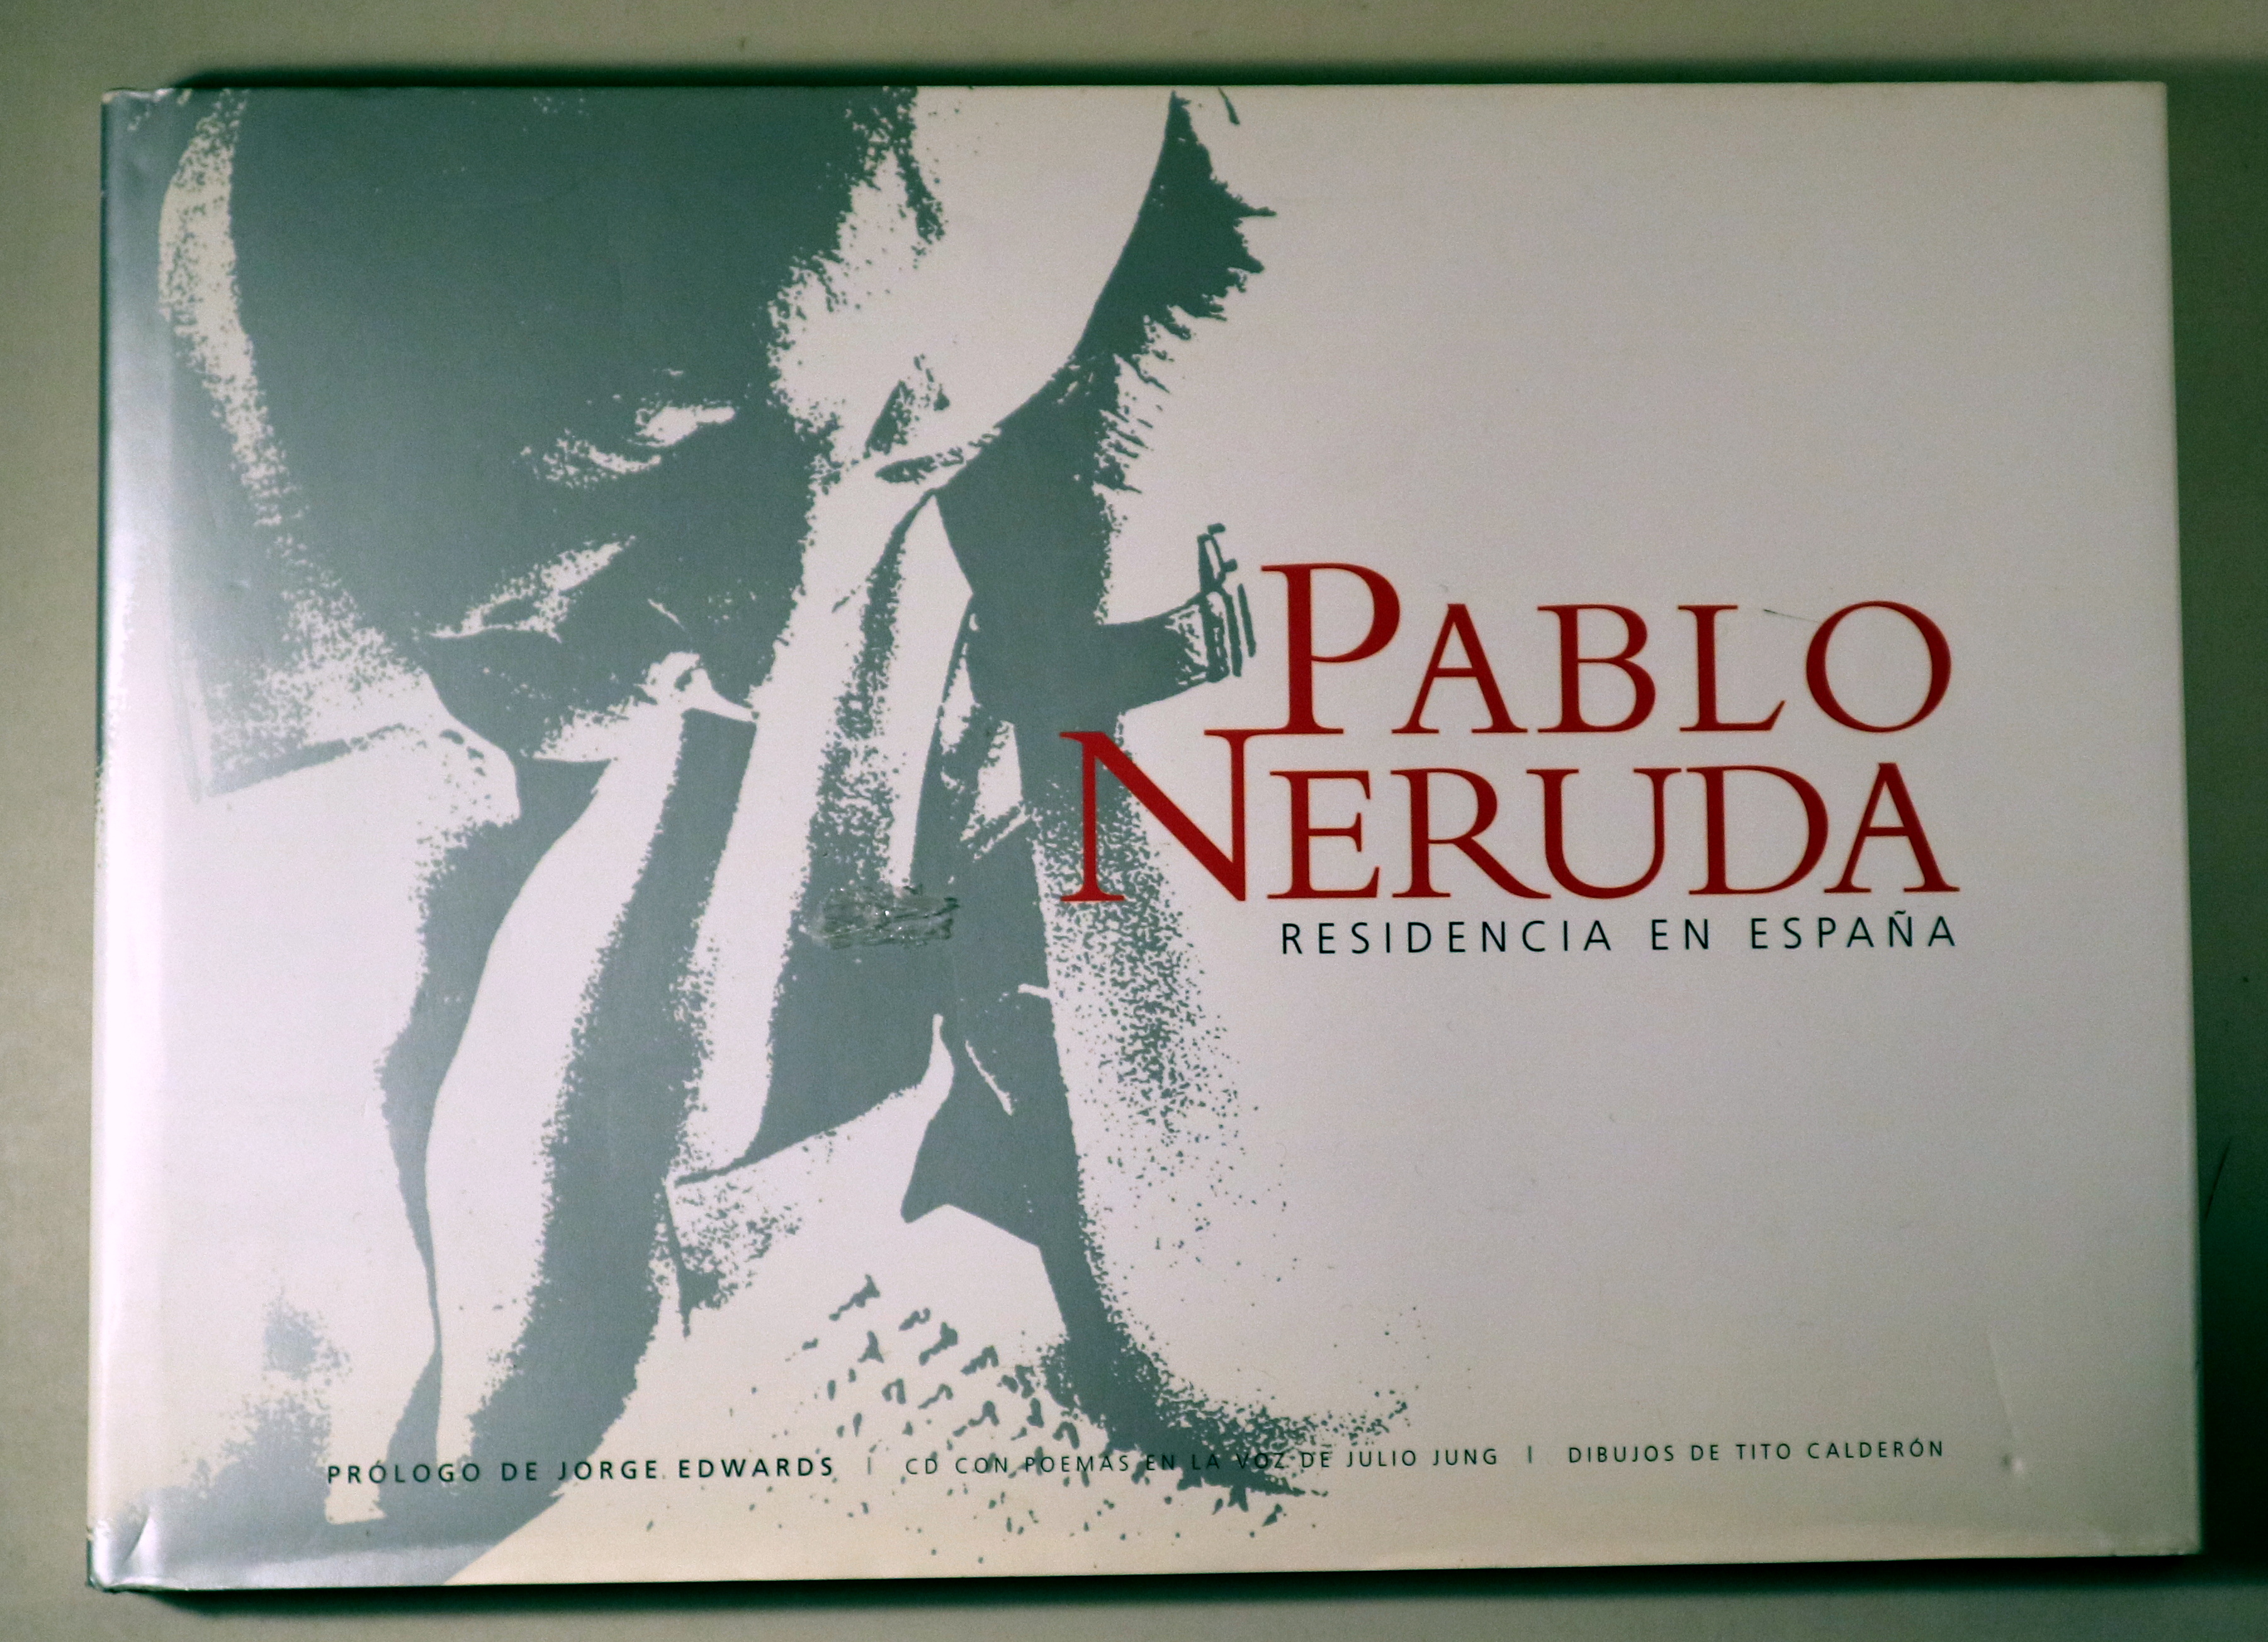 PABLO
NERUDA
RESIDENCIA EN ESPAÑA
PRÓLOGO DE JORGE EDWARDS | CD CON POEMAS EN LA VOZ DE JULIO JUNG | DIBUJOS DE TITO CALDERÓN